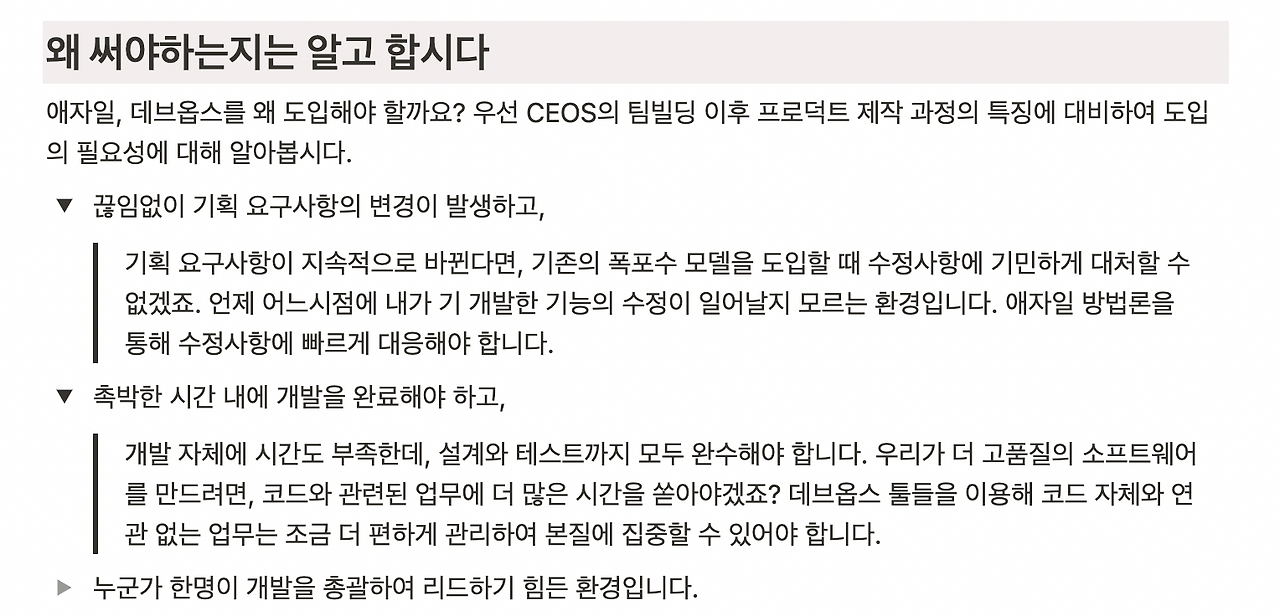 왜 써야하는지는 알고 합시다
애자일, 데브옵스를 왜 도입해야 할까요? 우선 CEOS의 팀빌딩 이후 프로덕트 제작 과정의 특징에 대비하여 도입
의 필요성에 대해 알아봅시다.
끊임없이 기획 요구사항의 변경이 발생하고,
기획 요구사항이 지속적으로 바뀐다면, 기존의 폭포수 모델을 도입할 때 수정사항에 기민하게 대처할 수
없겠죠. 언제 어느시점에 내가 기 개발한 기능의 수정이 일어날지 모르는 환경입니다. 애자일 방법론을
통해 수정사항에 빠르게 대응해야 합니다.
촉박한 시간 내에 개발을 완료해야 하고,
개발 자체에 시간도 부족한데, 설계와 테스트까지 모두 완수해야 합니다. 우리가 더 고품질의 소프트웨어
를 만드려면, 코드와 관련된 업무에 더 많은 시간을 쏟아야겠죠? 데브옵스 툴들을 이용해 코드 자체와 연
관 없는 업무는 조금 더 편하게 관리하여 본질에 집중할 수 있어야 합니다.
누군가 한명이 개발을 총괄하여 리드하기 힘든 환경입니다.